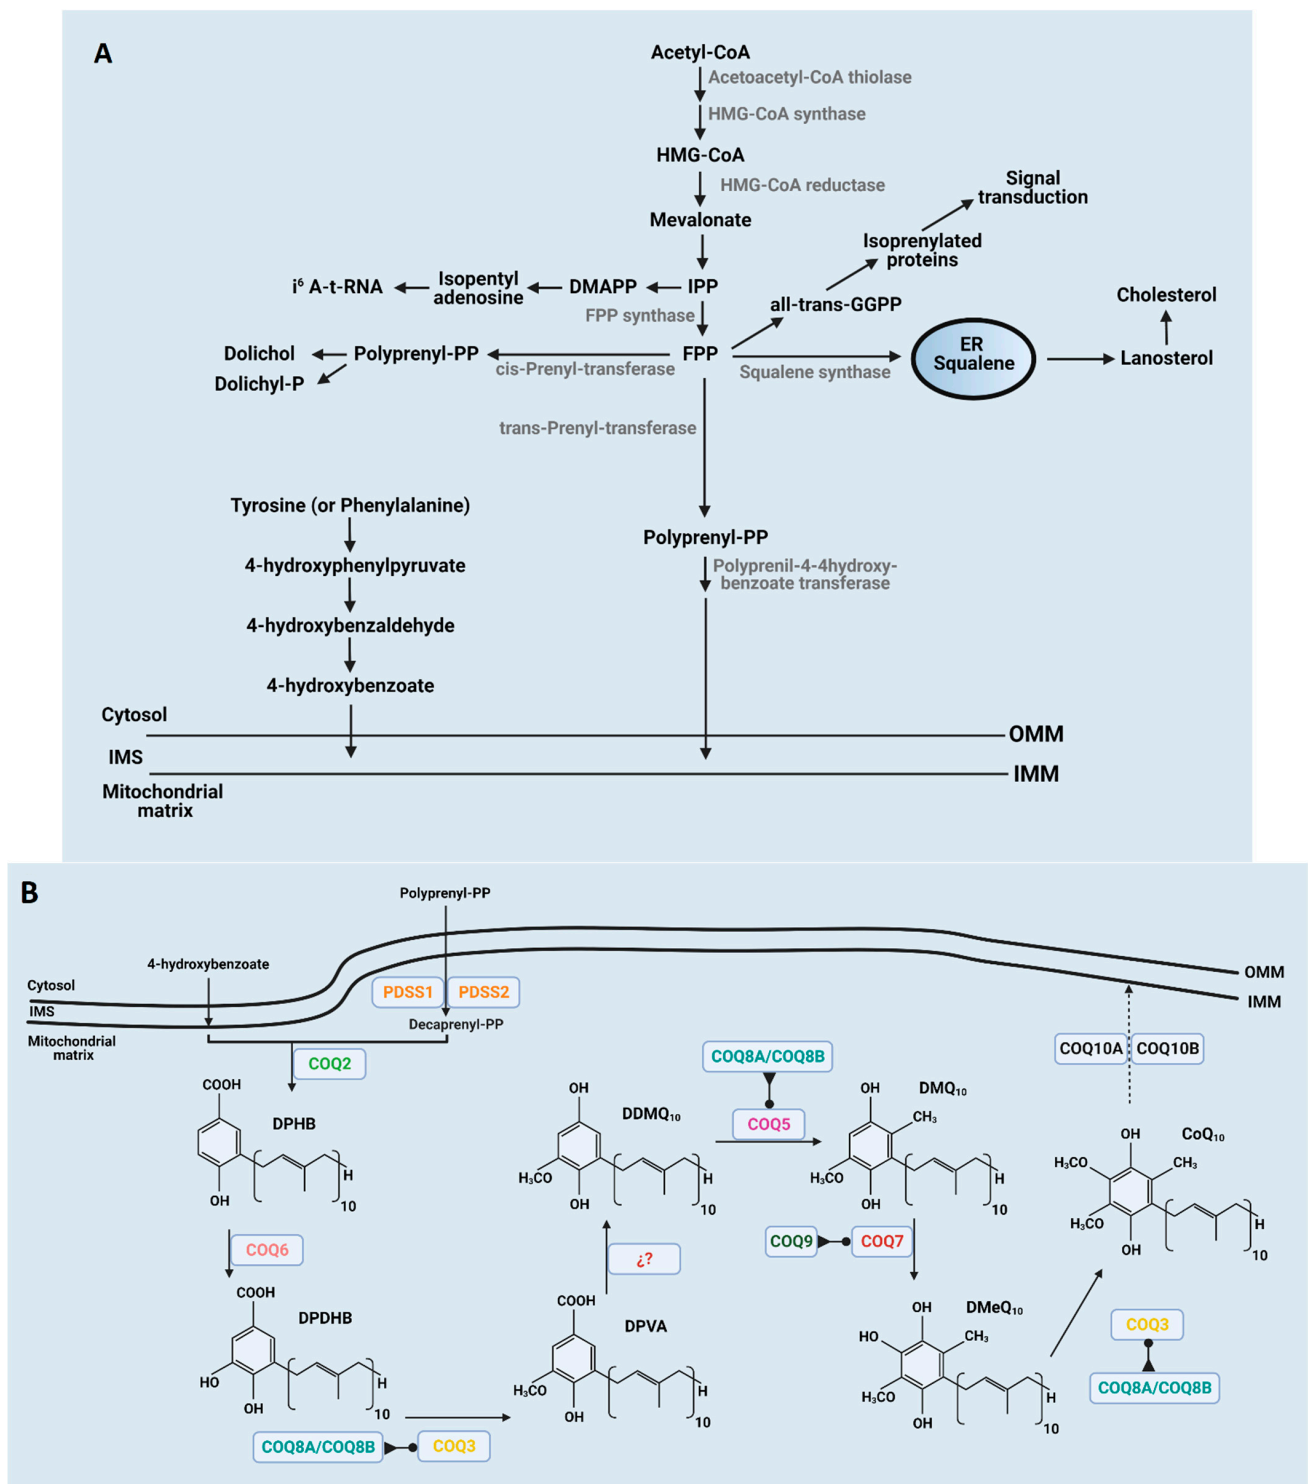 A
Acetyl-CoA
Acetoacetyl-CoA thiolase
HMG-CoA synthase
HMG-CoA
HMG-CoA reductase
Mevalonate
Signal
transduction
Isoprenylated
proteins
i⁶ A-t-RNA
Isopentyl
adenosine
DMAPP
IPP
all-trans-GGPP
Cholesterol
FPP synthase
Dolichol
Dolichyl-P
Polyprenyl-PP
cis-Prenyl-transferase
FPP
Squalene synthase
ER
Squalene
Lanosterol
trans-Prenyl-transferase
Tyrosine (or Phenylalanine)
4-hydroxyphenylpyruvate
4-hydroxybenzaldehyde
4-hydroxybenzoate
Polyprenyl-PP
Polyprenil-4-4hydroxy-
benzoate transferase
Cytosol
OMM
IMS
IMM
Mitochondrial
matrix
B
Polyprenyl-PP
4-hydroxybenzoate
Cytosol
IMS
Mitochondrial
matrix
PDSS1
PDSS2
Decaprenyl-PP
OMM
IMM
COQ2
COOH
DPHB
OH
H
10
COQ6
COOH
DPDHB
HO
OH
H
10
COQ8A/COQ8B
COQ3
COOH
DPVA
H₃CO
OH
H
10
¿?
OH
DDMQ₁₀
H₃CO
OH
H
10
COQ8A/COQ8B
COQ5
OH
DMQ₁₀
CH₃
H₃CO
OH
H
10
COQ9
COQ7
OH
DMeQ₁₀
HO
CH₃
H₃CO
OH
H
10
COQ3
COQ8A/COQ8B
OH
CoQ₁₀
H₃CO
CH₃
H₃CO
OH
H
10
COQ10A
COQ10B